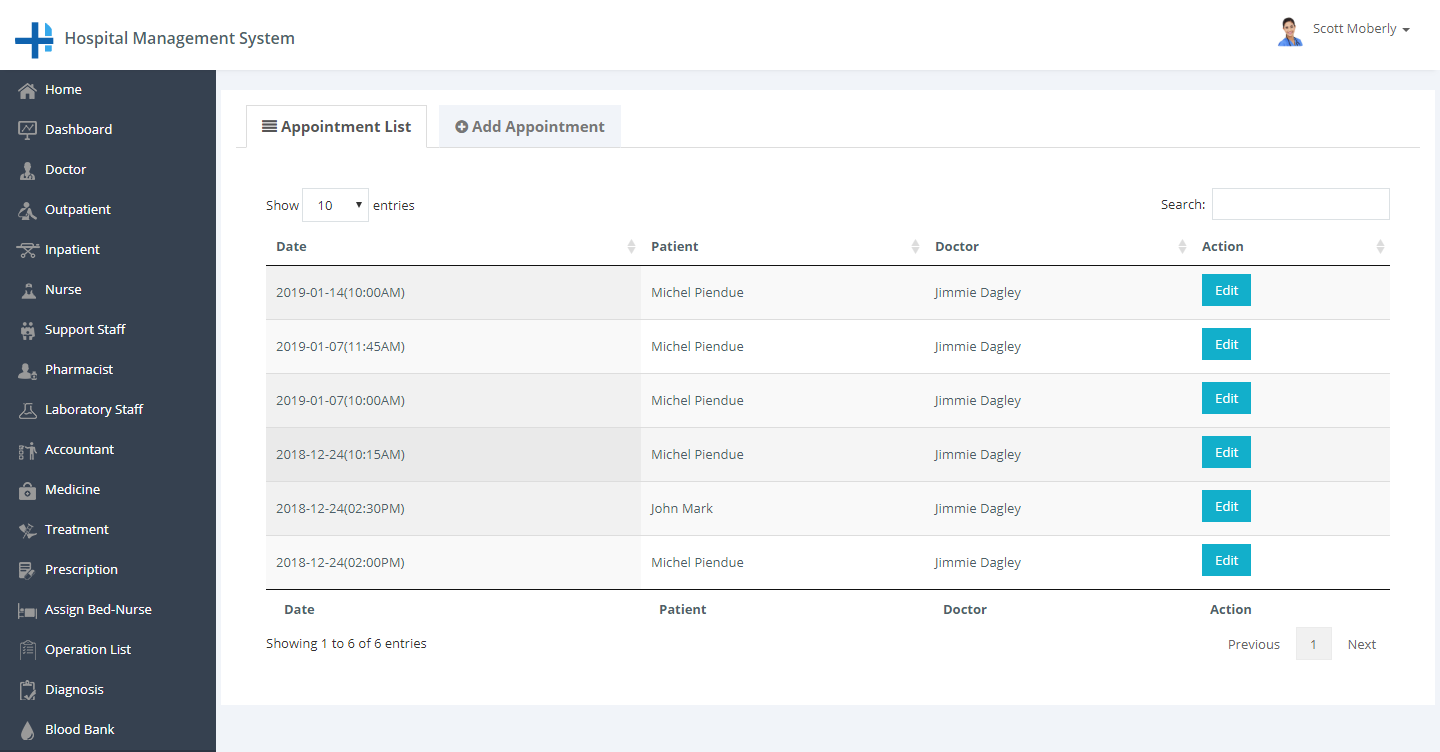 Hospital Management System
Scott Moberly
Home
Dashboard
Doctor
Outpatient
Inpatient
Nurse
Support Staff
Pharmacist
Laboratory Staff
Accountant
Medicine
Treatment
Prescription
Assign Bed-Nurse
Operation List
Diagnosis
Blood Bank
Appointment List Add Appointment
Show 10 entries Search:
Date Patient Doctor Action
2019-01-14(10:00AM) Michel Piendue Jimmie Dagley Edit
2019-01-07(11:45AM) Michel Piendue Jimmie Dagley Edit
2019-01-07(10:00AM) Michel Piendue Jimmie Dagley Edit
2018-12-24(10:15AM) Michel Piendue Jimmie Dagley Edit
2018-12-24(02:30PM) John Mark Jimmie Dagley Edit
2018-12-24(02:00PM) Michel Piendue Jimmie Dagley Edit
Date Patient Doctor Action
Showing 1 to 6 of 6 entries Previous 1 Next